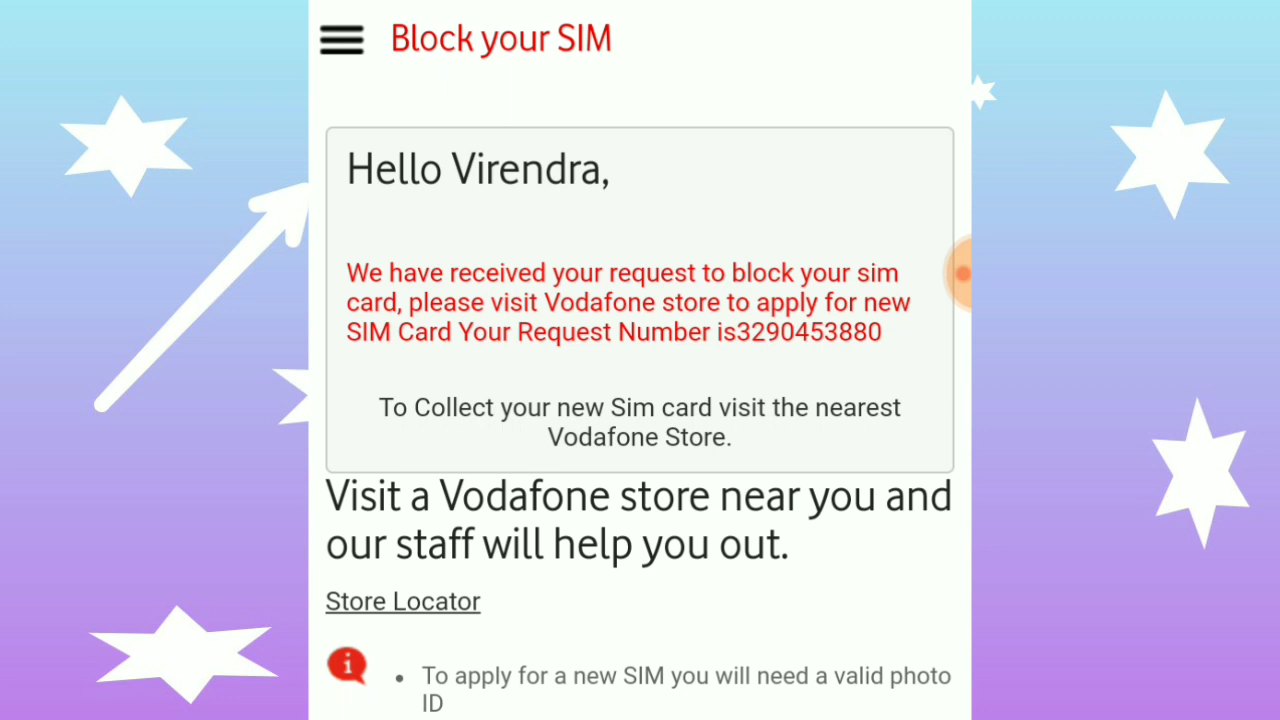 Block your SIM
Hello Virendra,
We have received your request to block your sim
card, please visit Vodafone store to apply for new
SIM Card Your Request Number is3290453880
To Collect your new Sim card visit the nearest
Vodafone Store.
Visit a Vodafone store near you and
our staff will help you out.
Store Locator
i
• To apply for a new SIM you will need a valid photo
ID